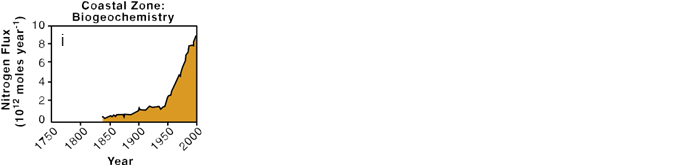 Coastal Zone:
Biogeochemistry
Nitrogen Flux
(10¹² moles year⁻¹)
10
8
6
4
2
0
i
1750
1800
1850
1900
1950
2000
Year